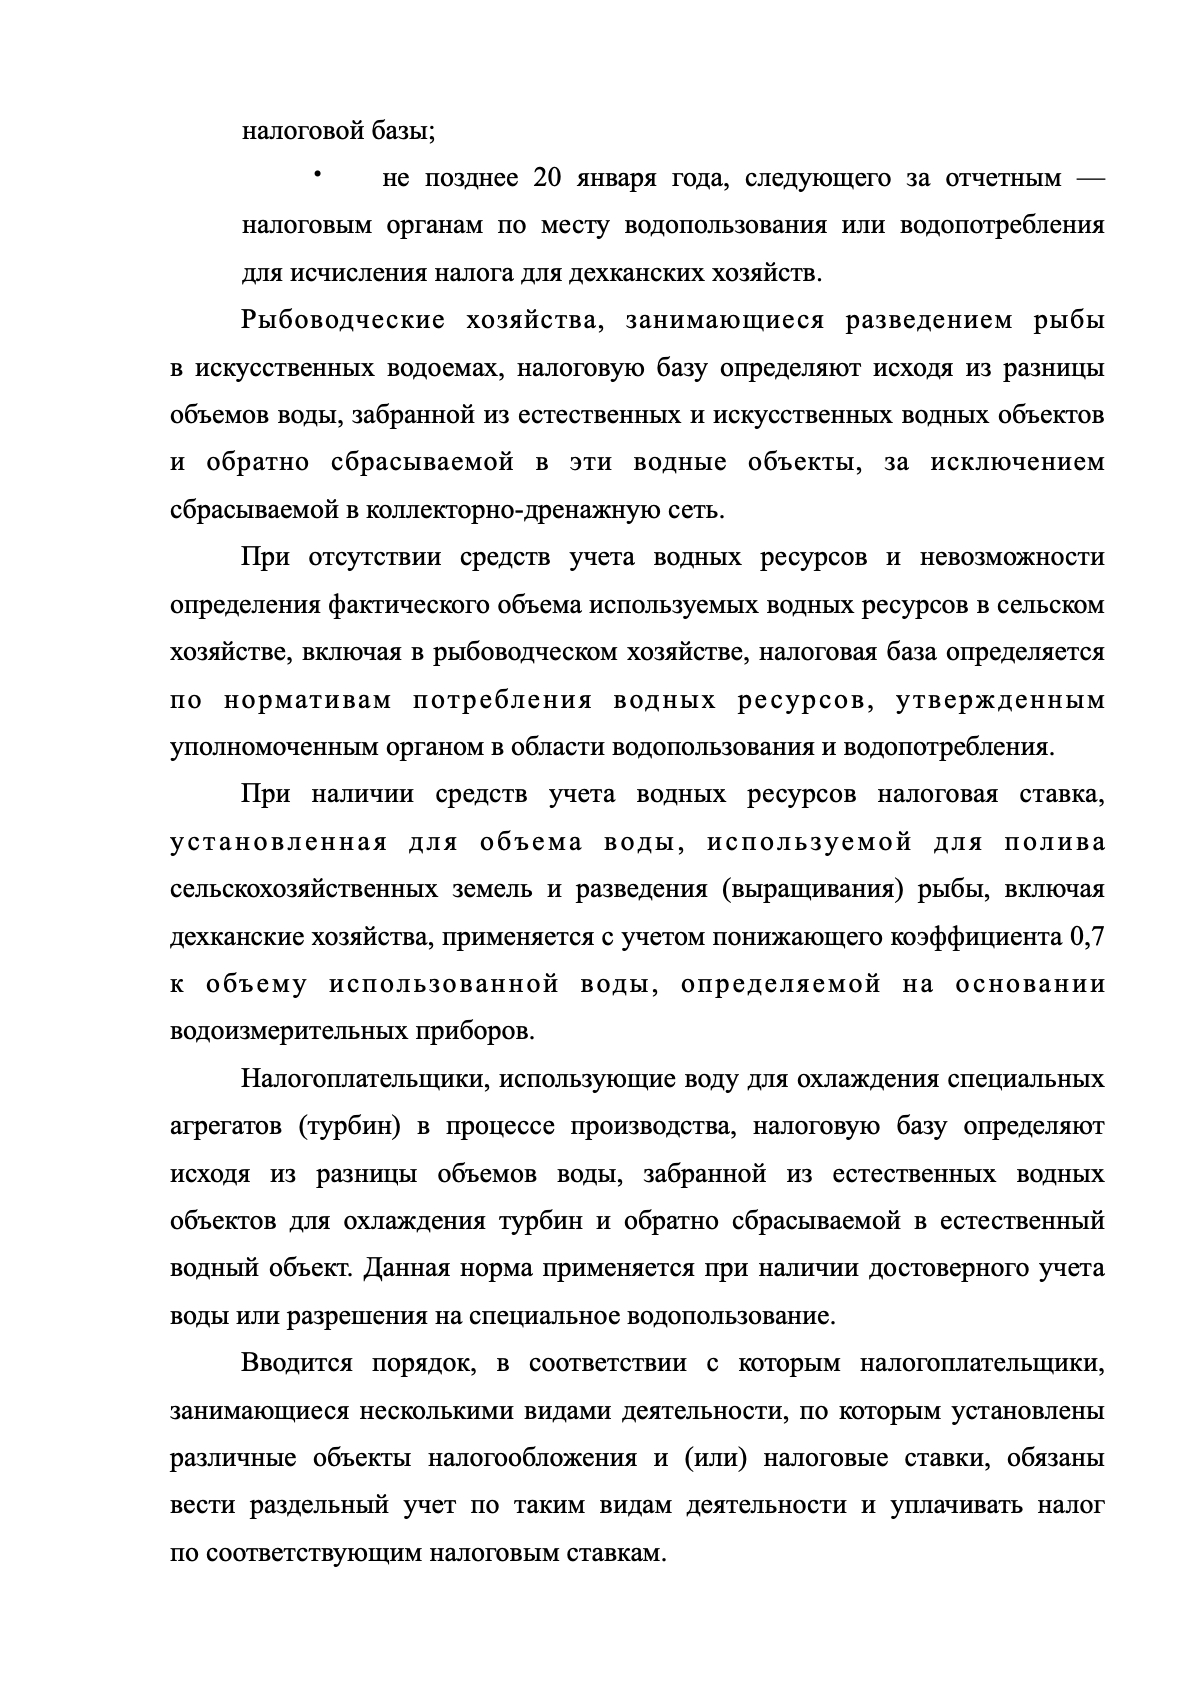 налоговой базы;
• не позднее 20 января года, следующего за отчетным —
налоговым органам по месту водопользования или водопотребления
для исчисления налога для дехканских хозяйств.
Рыбоводческие хозяйства, занимающиеся разведением рыбы
в искусственных водоемах, налоговую базу определяют исходя из разницы
объемов воды, забранной из естественных и искусственных водных объектов
и обратно сбрасываемой в эти водные объекты, за исключением
сбрасываемой в коллекторно-дренажную сеть.
При отсутствии средств учета водных ресурсов и невозможности
определения фактического объема используемых водных ресурсов в сельском
хозяйстве, включая в рыбоводческом хозяйстве, налоговая база определяется
по нормативам потребления водных ресурсов, утвержденным
уполномоченным органом в области водопользования и водопотребления.
При наличии средств учета водных ресурсов налоговая ставка,
установленная для объема воды, используемой для полива
сельскохозяйственных земель и разведения (выращивания) рыбы, включая
дехканские хозяйства, применяется с учетом понижающего коэффициента 0,7
к объему использованной воды, определяемой на основании
водоизмерительных приборов.
Налогоплательщики, использующие воду для охлаждения специальных
агрегатов (турбин) в процессе производства, налоговую базу определяют
исходя из разницы объемов воды, забранной из естественных водных
объектов для охлаждения турбин и обратно сбрасываемой в естественный
водный объект. Данная норма применяется при наличии достоверного учета
воды или разрешения на специальное водопользование.
Вводится порядок, в соответствии с которым налогоплательщики,
занимающиеся несколькими видами деятельности, по которым установлены
различные объекты налогообложения и (или) налоговые ставки, обязаны
вести раздельный учет по таким видам деятельности и уплачивать налог
по соответствующим налоговым ставкам.